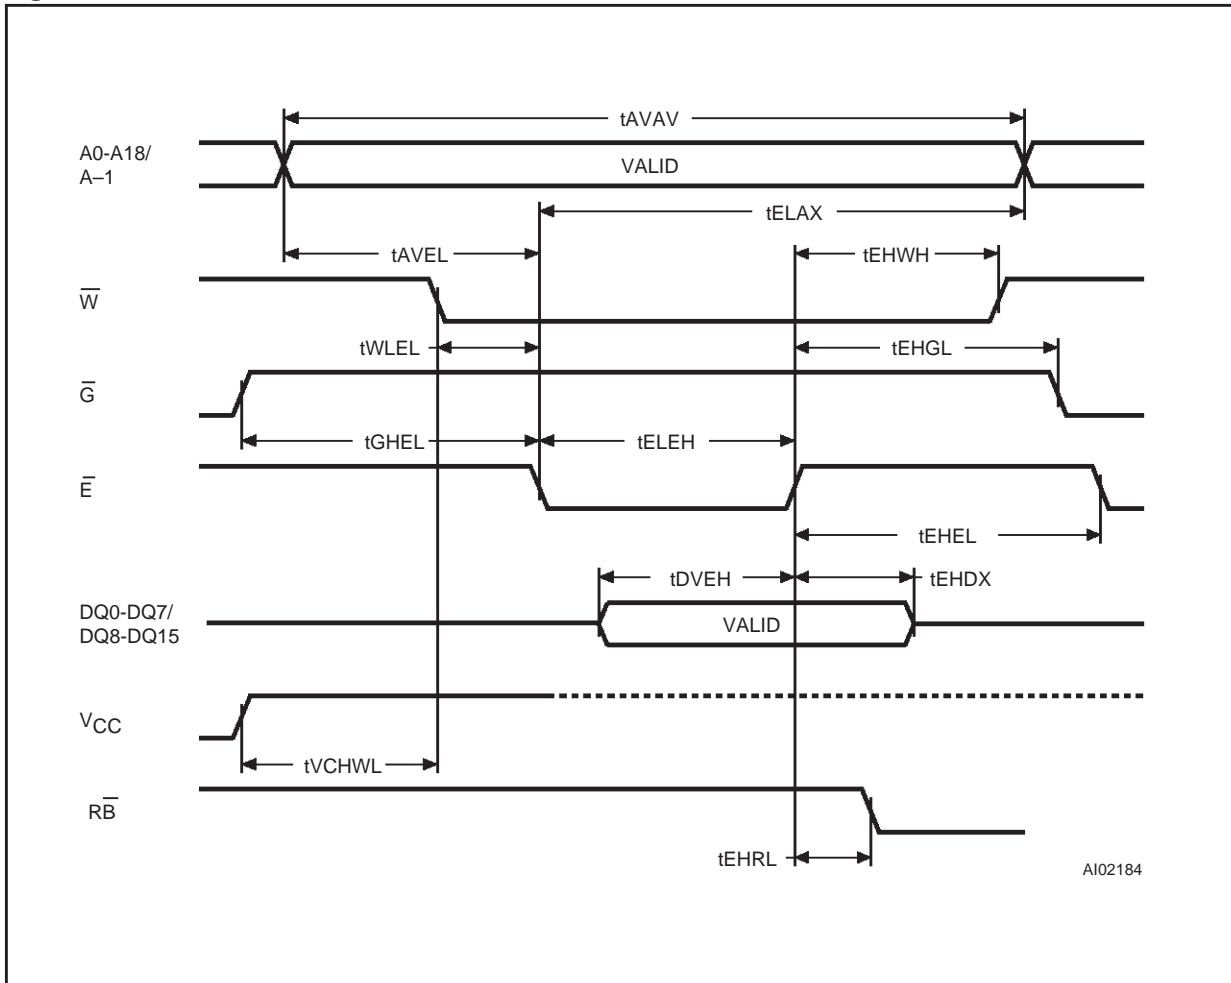 tAVAV
A0-A18/
A–1
VALID
tELAX
tAVEL
tEHWH
W̅
tWLEL
tEHGL
G̅
tGHEL
tELEH
E̅
tEHEL
tDVEH
tEHDX
DQ0-DQ7/
DQ8-DQ15
VALID
VCC
tVCHWL
RB̅
tEHRL
AI02184